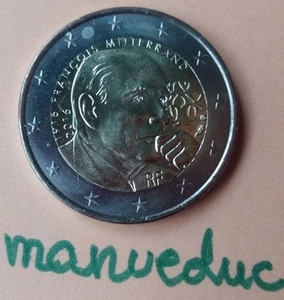 1916 FRANÇOIS MITTERRAND
2016
RF
manueduc